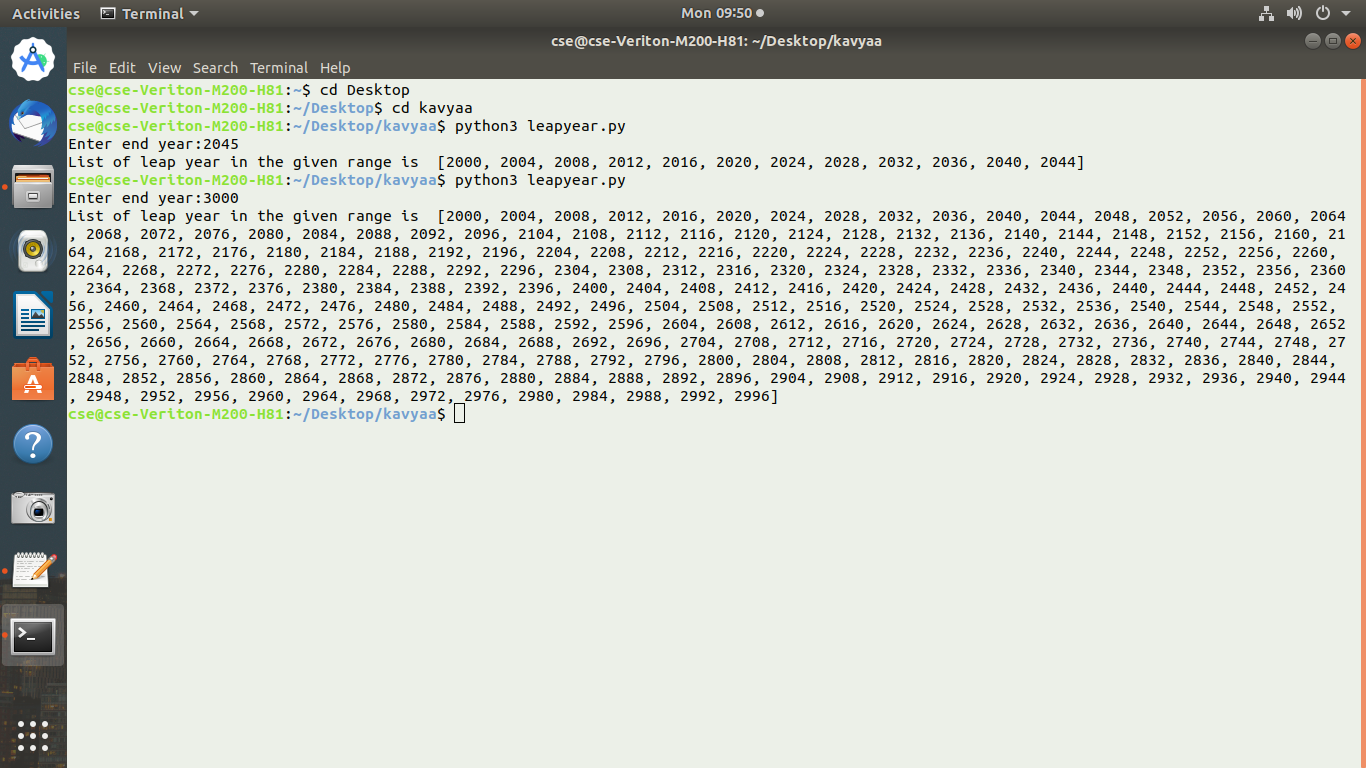 Activities Terminal Mon 09:50
cse@cse-Veriton-M200-H81: ~/Desktop/kavyaa
File Edit View Search Terminal Help
cse@cse-Veriton-M200-H81:~$ cd Desktop
cse@cse-Veriton-M200-H81:~/Desktop$ cd kavyaa
cse@cse-Veriton-M200-H81:~/Desktop/kavyaa$ python3 leapyear.py
Enter end year:2045
List of leap year in the given range is  [2000, 2004, 2008, 2012, 2016, 2020, 2024, 2028, 2032, 2036, 2040, 2044]
cse@cse-Veriton-M200-H81:~/Desktop/kavyaa$ python3 leapyear.py
Enter end year:3000
List of leap year in the given range is  [2000, 2004, 2008, 2012, 2016, 2020, 2024, 2028, 2032, 2036, 2040, 2044, 2048, 2052, 2056, 2060, 2064
, 2068, 2072, 2076, 2080, 2084, 2088, 2092, 2096, 2104, 2108, 2112, 2116, 2120, 2124, 2128, 2132, 2136, 2140, 2144, 2148, 2152, 2156, 2160, 21
64, 2168, 2172, 2176, 2180, 2184, 2188, 2192, 2196, 2204, 2208, 2212, 2216, 2220, 2224, 2228, 2232, 2236, 2240, 2244, 2248, 2252, 2256, 2260,
2264, 2268, 2272, 2276, 2280, 2284, 2288, 2292, 2296, 2304, 2308, 2312, 2316, 2320, 2324, 2328, 2332, 2336, 2340, 2344, 2348, 2352, 2356, 2360
, 2364, 2368, 2372, 2376, 2380, 2384, 2388, 2392, 2396, 2400, 2404, 2408, 2412, 2416, 2420, 2424, 2428, 2432, 2436, 2440, 2444, 2448, 2452, 24
56, 2460, 2464, 2468, 2472, 2476, 2480, 2484, 2488, 2492, 2496, 2504, 2508, 2512, 2516, 2520, 2524, 2528, 2532, 2536, 2540, 2544, 2548, 2552,
2556, 2560, 2564, 2568, 2572, 2576, 2580, 2584, 2588, 2592, 2596, 2604, 2608, 2612, 2616, 2620, 2624, 2628, 2632, 2636, 2640, 2644, 2648, 2652
, 2656, 2660, 2664, 2668, 2672, 2676, 2680, 2684, 2688, 2692, 2696, 2704, 2708, 2712, 2716, 2720, 2724, 2728, 2732, 2736, 2740, 2744, 2748, 27
52, 2756, 2760, 2764, 2768, 2772, 2776, 2780, 2784, 2788, 2792, 2796, 2800, 2804, 2808, 2812, 2816, 2820, 2824, 2828, 2832, 2836, 2840, 2844,
2848, 2852, 2856, 2860, 2864, 2868, 2872, 2876, 2880, 2884, 2888, 2892, 2896, 2904, 2908, 2912, 2916, 2920, 2924, 2928, 2932, 2936, 2940, 2944
, 2948, 2952, 2956, 2960, 2964, 2968, 2972, 2976, 2980, 2984, 2988, 2992, 2996]
cse@cse-Veriton-M200-H81:~/Desktop/kavyaa$